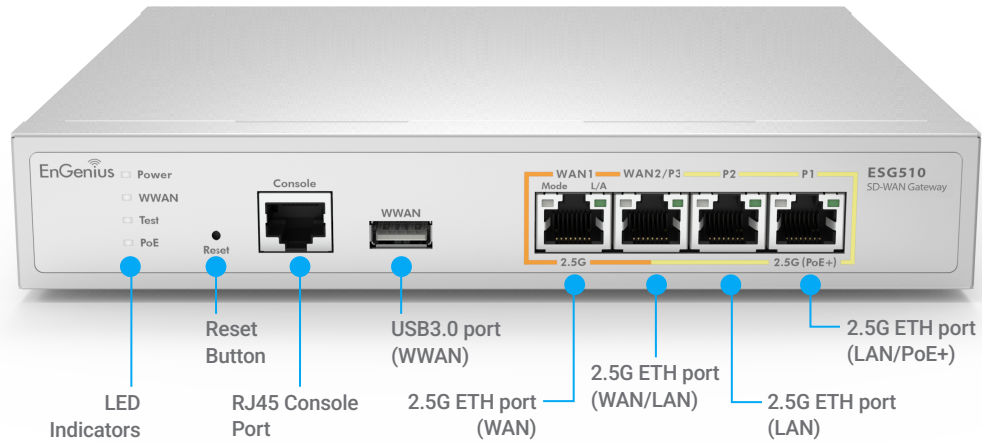 EnGenius
Power
WWAN
Test
PoE
Reset
Console
WWAN
WAN1
WAN2/P3
P2
P1
Mode
L/A
2.5G
2.5G (PoE+)
ESG510
SD-WAN Gateway
LED
Indicators
Reset
Button
RJ45 Console
Port
USB3.0 port
(WWAN)
2.5G ETH port
(WAN)
2.5G ETH port
(WAN/LAN)
2.5G ETH port
(LAN)
2.5G ETH port
(LAN/PoE+)